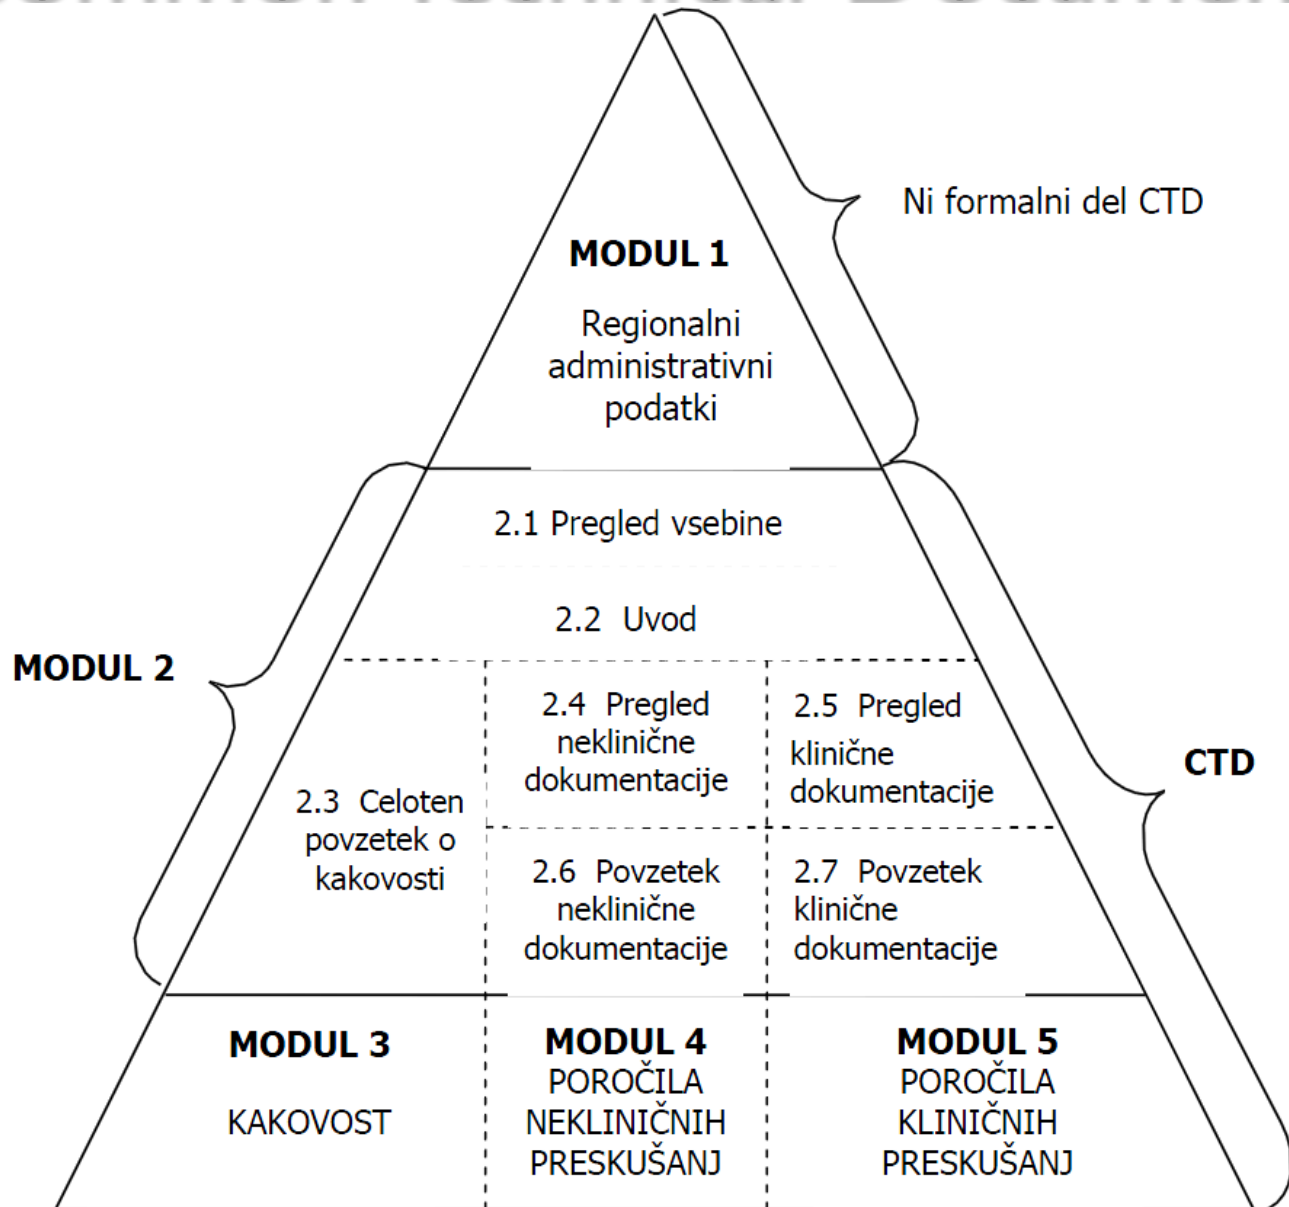 Ni formalni del CTD
MODUL 1
Regionalni
administrativni
podatki
2.1 Pregled vsebine
2.2 Uvod
MODUL 2
2.3 Celoten
povzetek o
kakovosti
2.4 Pregled
neklinične
dokumentacije
2.5 Pregled
klinične
dokumentacije
CTD
2.6 Povzetek
neklinične
dokumentacije
2.7 Povzetek
klinične
dokumentacije
MODUL 3
KAKOVOST
MODUL 4
POROČILA
NEKLINIČNIH
PRESKUŠANJ
MODUL 5
POROČILA
KLINIČNIH
PRESKUŠANJ